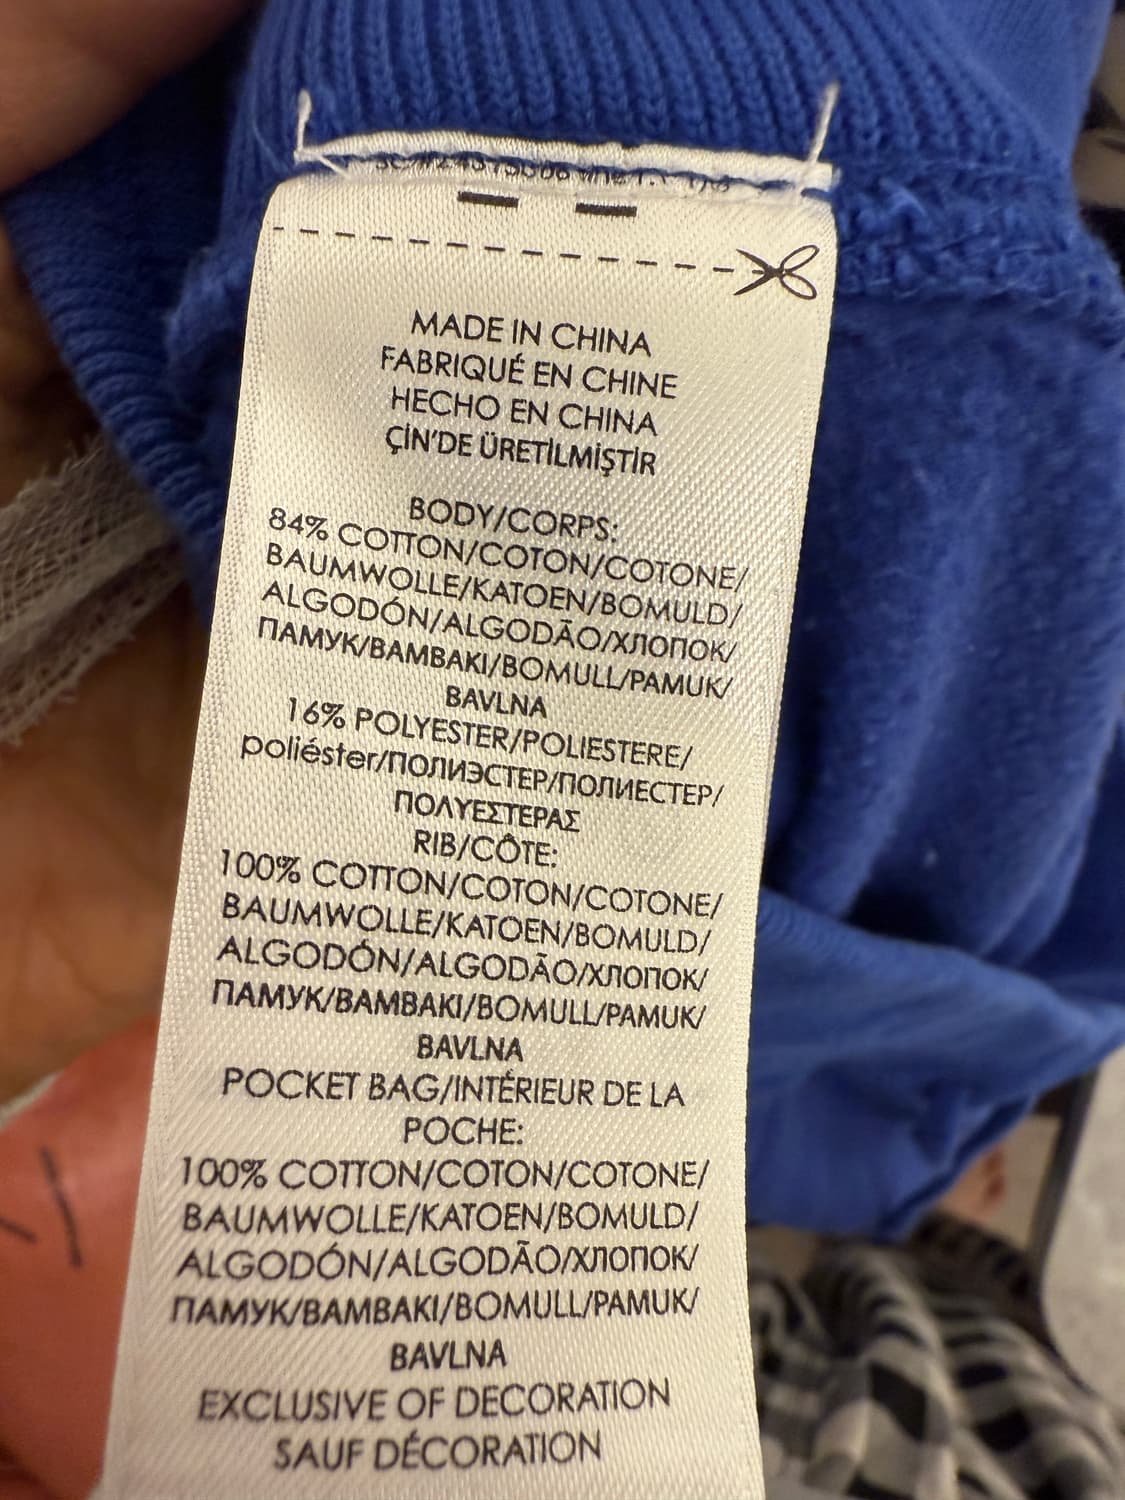 MADE IN CHINA
FABRIQUÉ EN CHINE
HECHO EN CHINA
ÇİN'DE ÜRETİLMİŞTİR
BODY/CORPS:
84% COTTON/COTON/COTONE/
BAUMWOLLE/KATOEN/BOMULD/
ALGODÓN/ALGODÃO/ХЛОПОК/
ПАМУК/BAMBAKI/BOMULL/PAMUK/
BAVLNA
16% POLYESTER/POLIESTERE/
poliéster/ПОЛИЭСТЕР/ПОЛИЕСТЕР/
ΠΟΛΥΕΣΤΕΡΑΣ
RIB/CÔTE:
100% COTTON/COTON/COTONE/
BAUMWOLLE/KATOEN/BOMULD/
ALGODÓN/ALGODÃO/ХЛОПОК/
ПАМУК/BAMBAKI/BOMULL/PAMUK/
BAVLNA
POCKET BAG/INTÉRIEUR DE LA
POCHE:
100% COTTON/COTON/COTONE/
BAUMWOLLE/KATOEN/BOMULD/
ALGODÓN/ALGODÃO/ХЛОПОК/
ПАМУК/BAMBAKI/BOMULL/PAMUK/
BAVLNA
EXCLUSIVE OF DECORATION
SAUF DÉCORATION